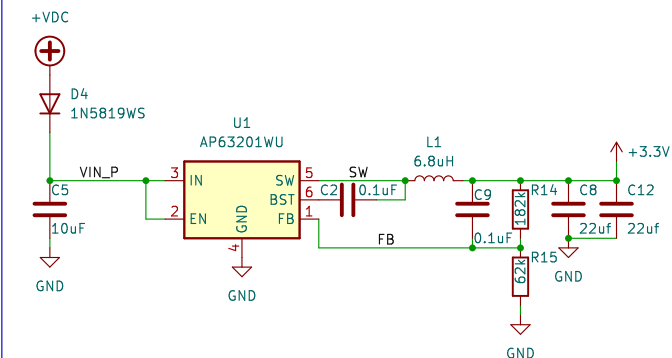 +VDC
D4
1N5819WS
U1
AP63201WU
L1
6.8uH
+3.3V
VIN_P
3
IN
SW
5
SW
C5
C2
0.1uF
BST
6
C9
R14
182k
C8
C12
2
EN
FB
1
10uF
GND
4
FB
0.1uF
22uf
22uf
R15
62k
GND
GND
GND
GND